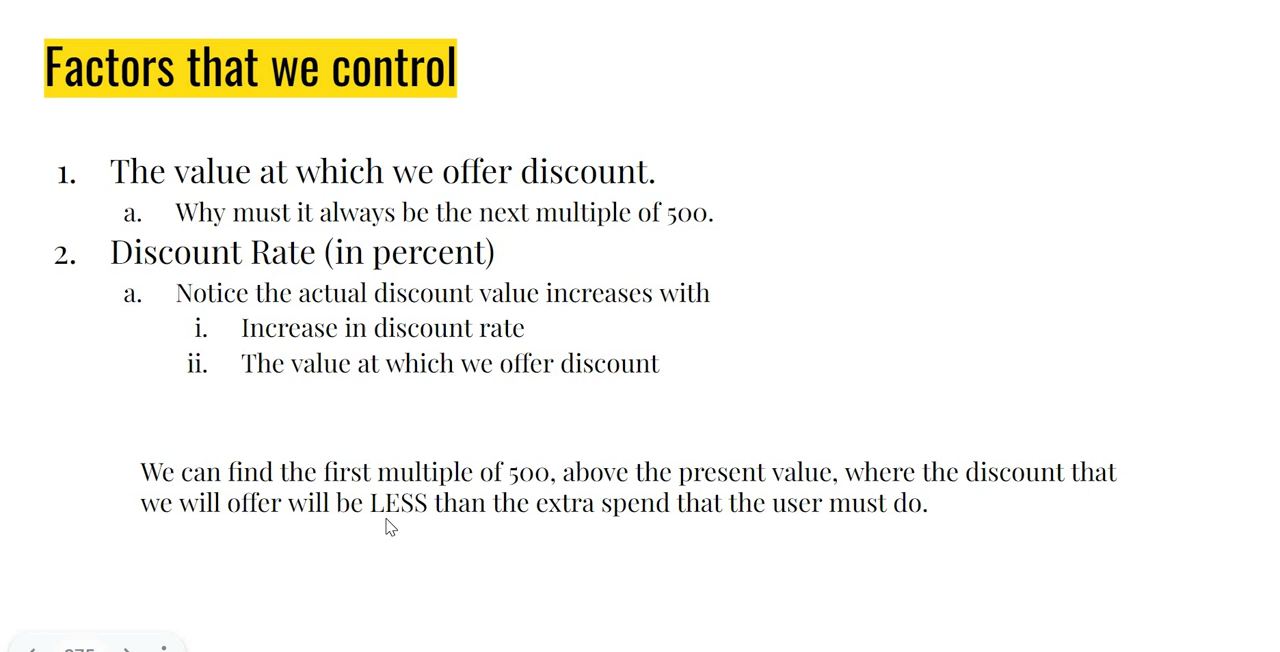 Factors that we control
1. The value at which we offer discount.
a. Why must it always be the next multiple of 500.
2. Discount Rate (in percent)
a. Notice the actual discount value increases with
i. Increase in discount rate
ii. The value at which we offer discount
We can find the first multiple of 500, above the present value, where the discount that
we will offer will be LESS than the extra spend that the user must do.